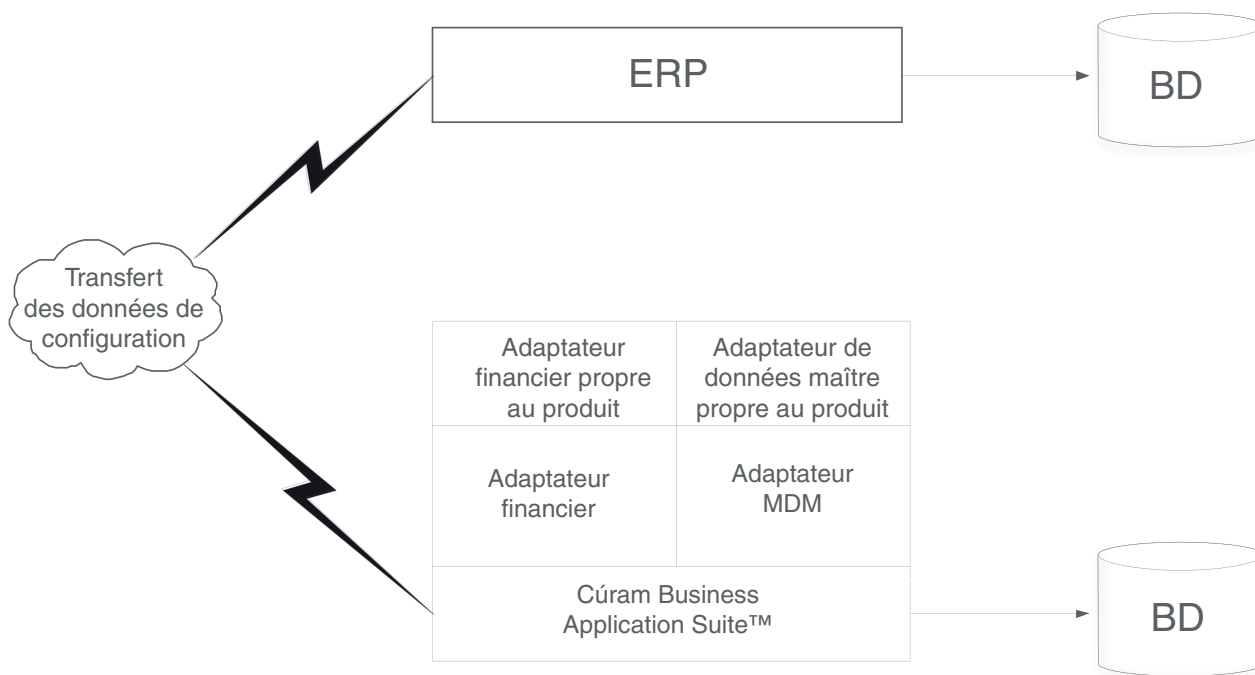 ERP
BD
Transfert
des données de
configuration
Adaptateur
financier propre
au produit
Adaptateur de
données maître
propre au produit
Adaptateur
financier
Adaptateur
MDM
Cúram Business
Application Suite™
BD